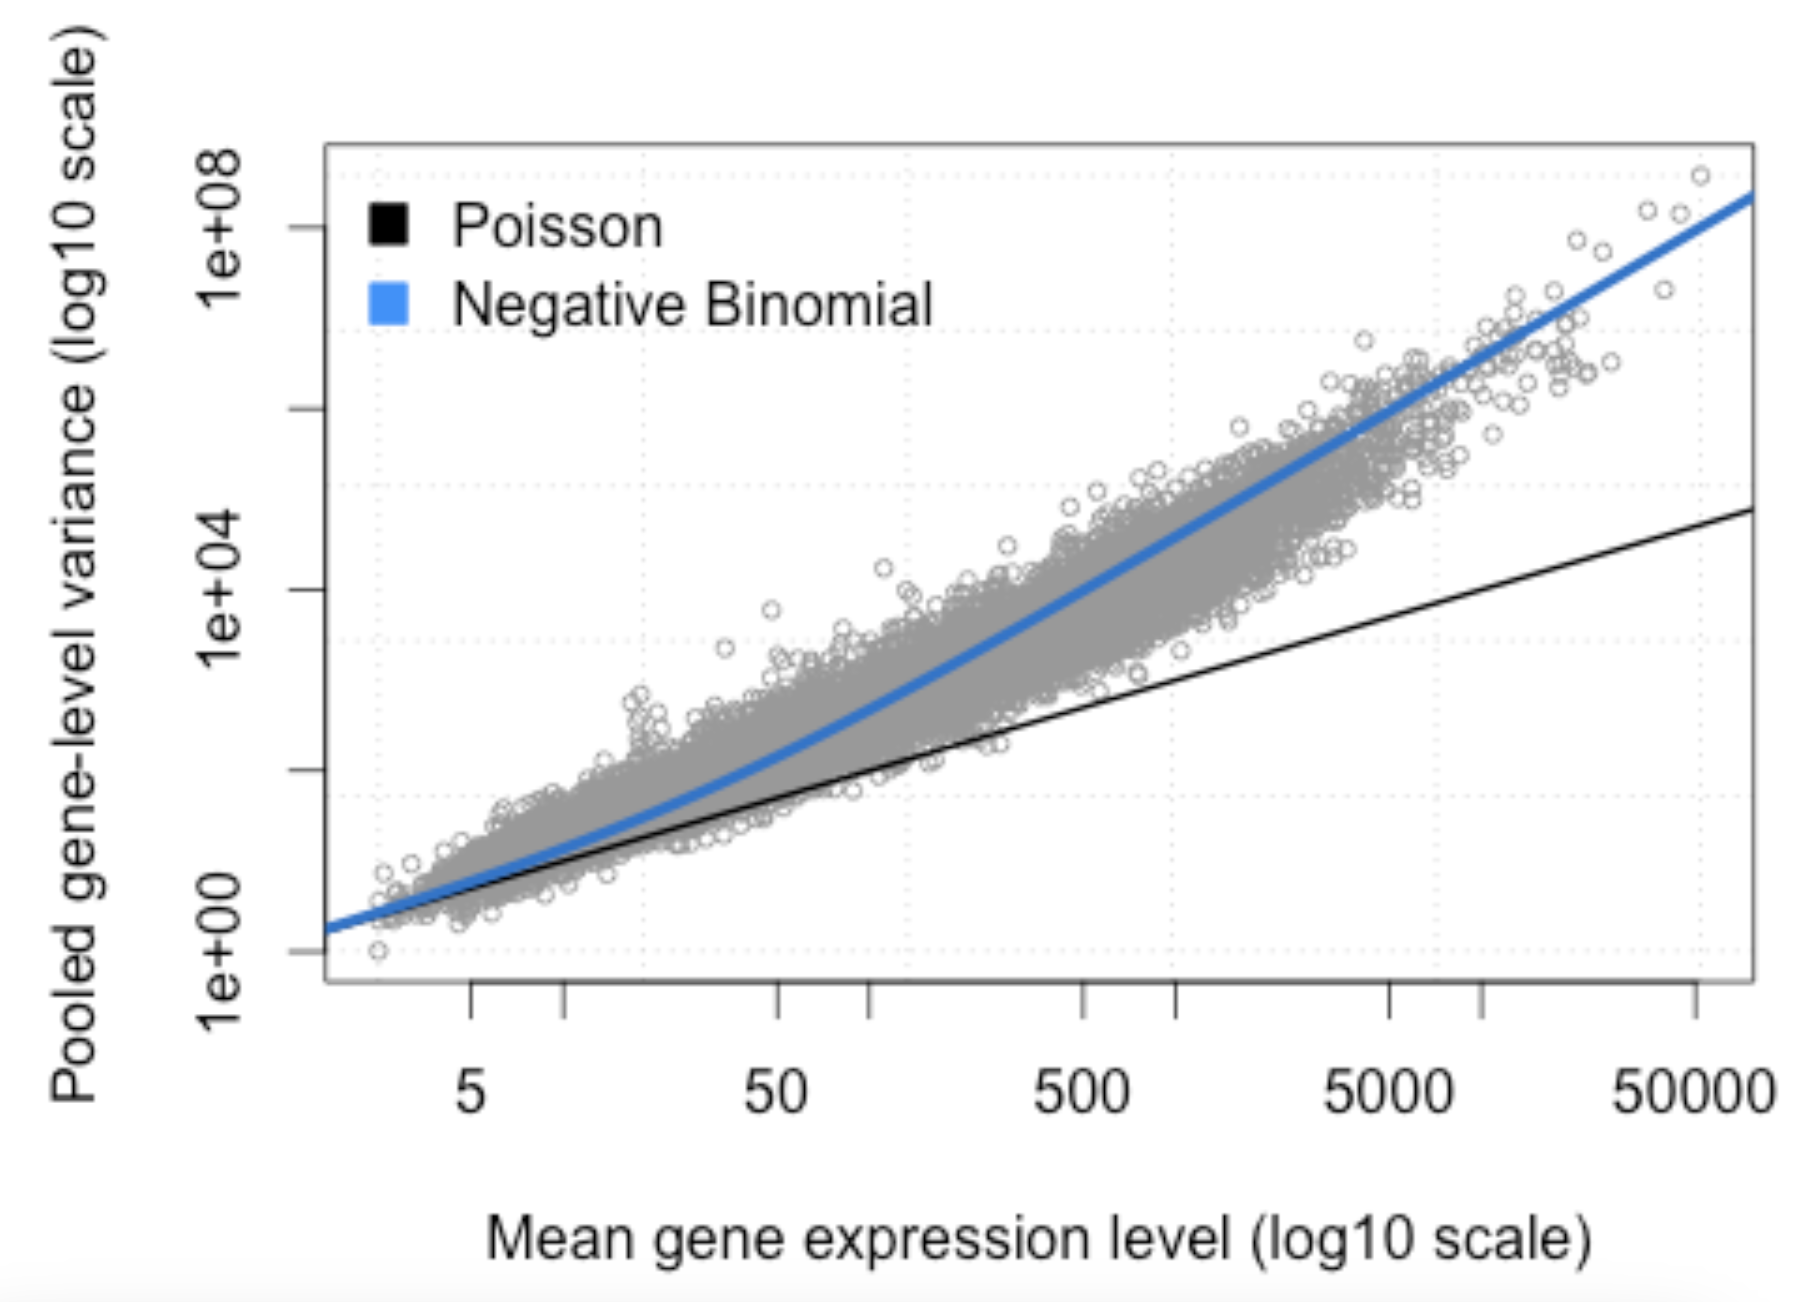 Pooled gene-level variance (log10 scale)
1e+08
1e+04
1e+00
Poisson
Negative Binomial
5 50 500 5000 50000
Mean gene expression level (log10 scale)